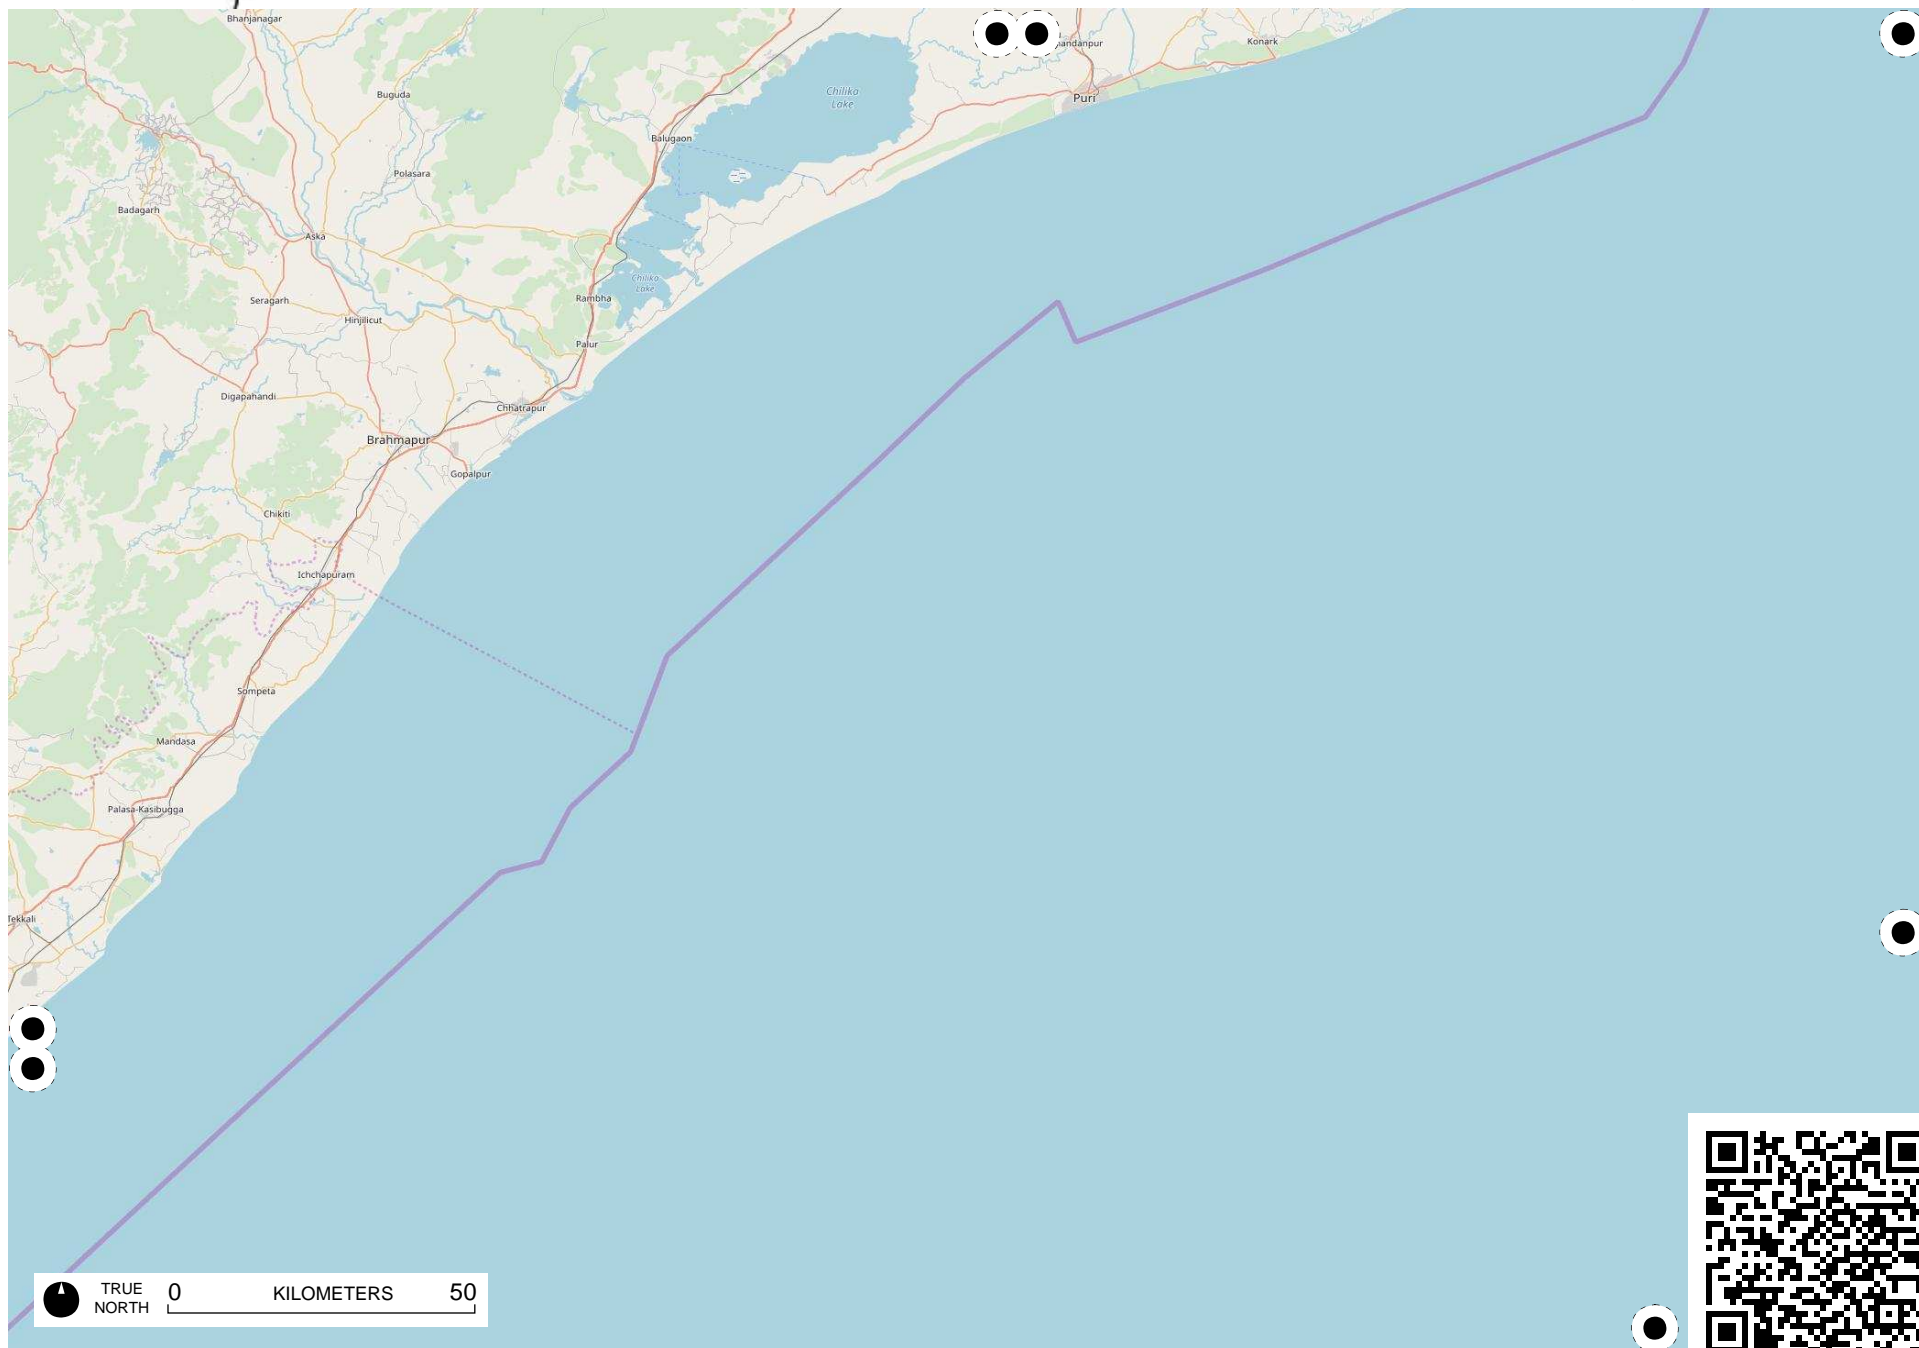 Bhanjanagar
Konark
Buguda
Chilika
Lake
Puri
Balugaon
Polasara
Badagarh
Aska
Chilika
Lake
Seragarh
Rambha
Hinjilicut
Palur
Digapahandi
Chhatrapur
Brahmapur
Gopalpur
Chikiti
Ichchapuram
Sompeta
Mandasa
Palasa-Kasibugga
Tekkali
TRUE
NORTH
0 KILOMETERS 50